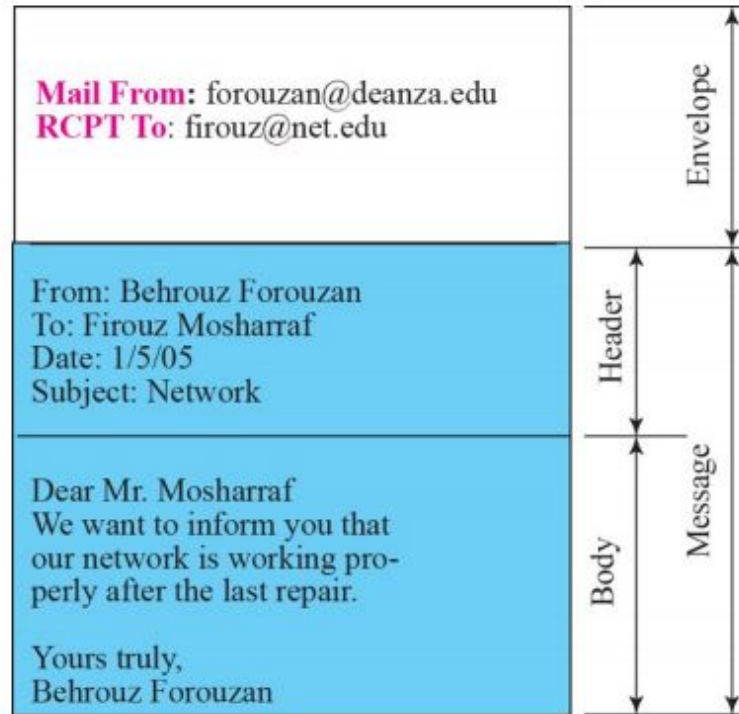 Mail From: forouzan@deanza.edu
RCPT To: firouz@net.edu
Envelope
From: Behrouz Forouzan
To: Firouz Mosharraf
Date: 1/5/05
Subject: Network
Header
Dear Mr. Mosharraf
We want to inform you that
our network is working pro-
perly after the last repair.
Yours truly,
Behrouz Forouzan
Body
Message